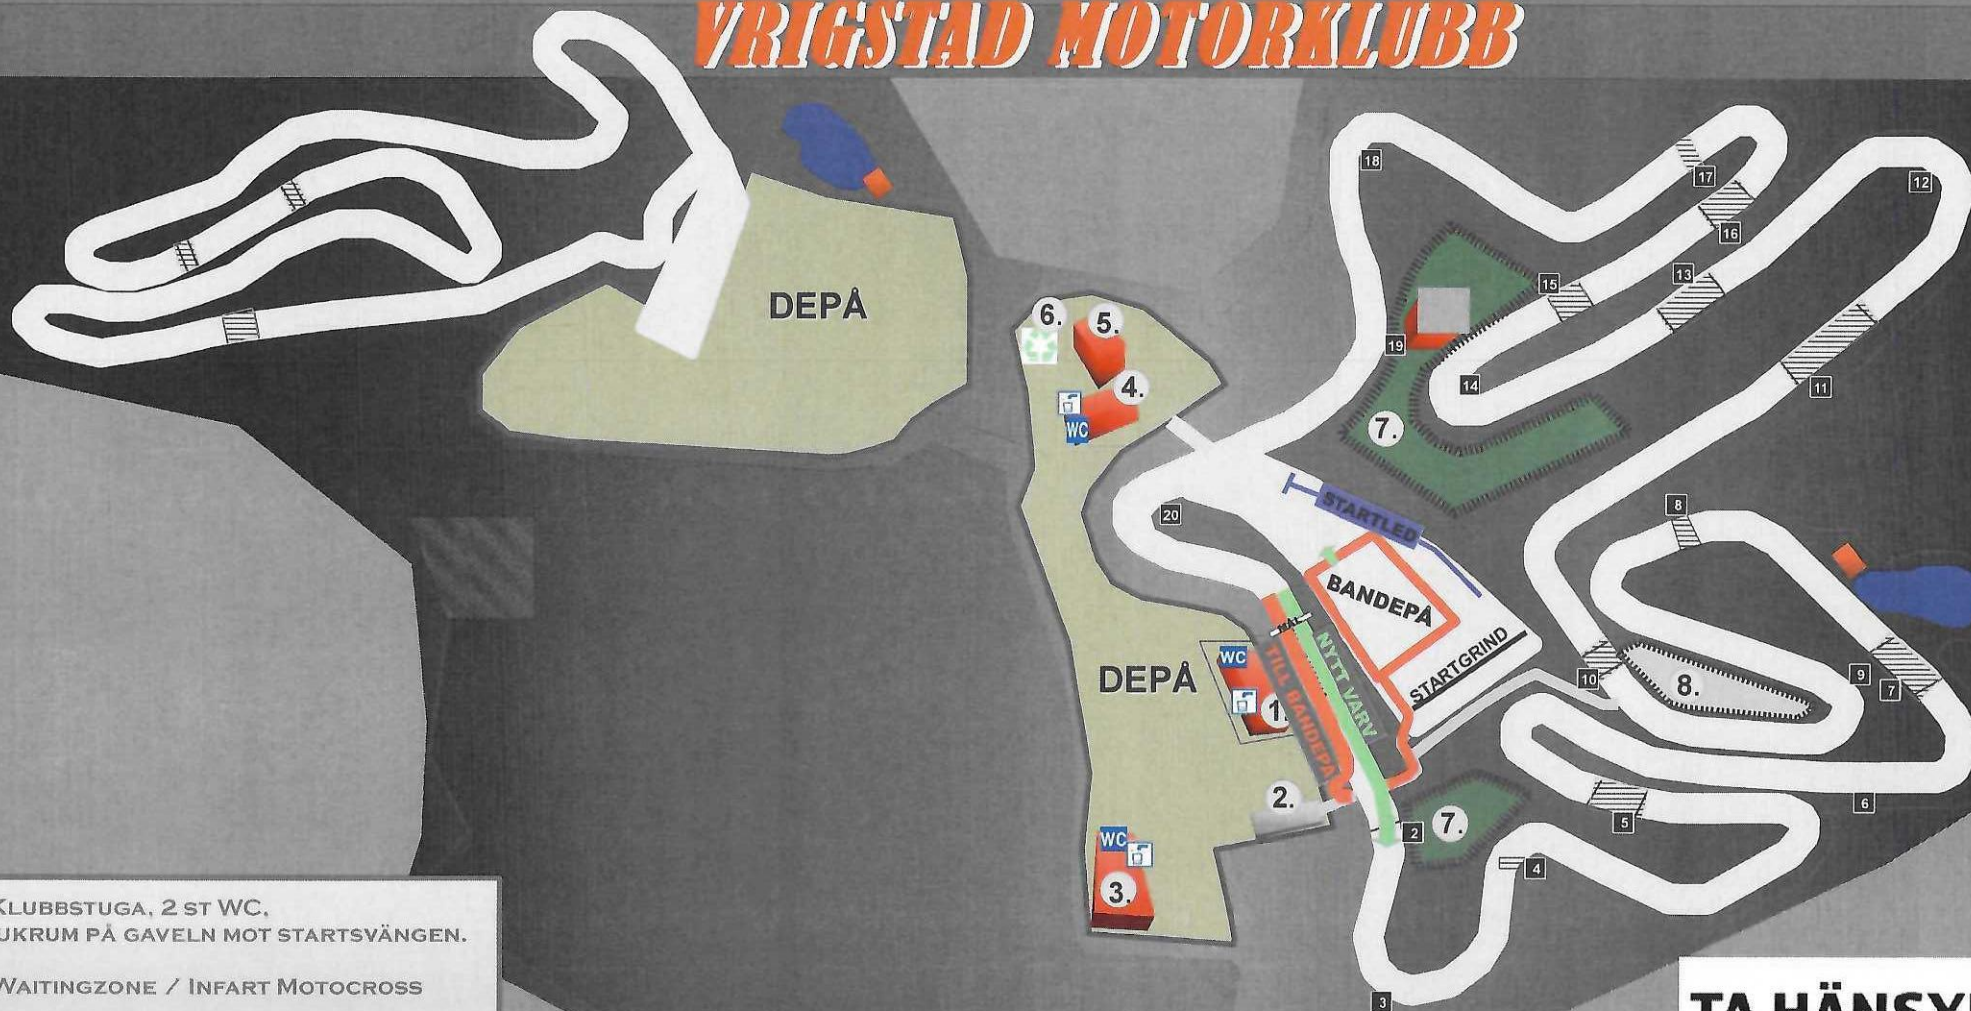 VRIGSTAD MOTORKLUBB
18
17
12
16
13
15
DEPÅ
6.
5.
19
14
11
4.
WC
7.
20
STARTLED
8
BANDEPÅ
MÅL
NYTT VARV
TILL BANDEPÅ
STARTGRIND
WC
DEPÅ
1.
10
8.
9
7
2.
6
5
2
7.
WC
3.
4
3
KLUBBSTUGA, 2 ST WC,
UKRUM PÅ GAVELN MOT STARTSVÄNGEN.
WAITINGZONE / INFART MOTOCROSS
TA HÄNSY